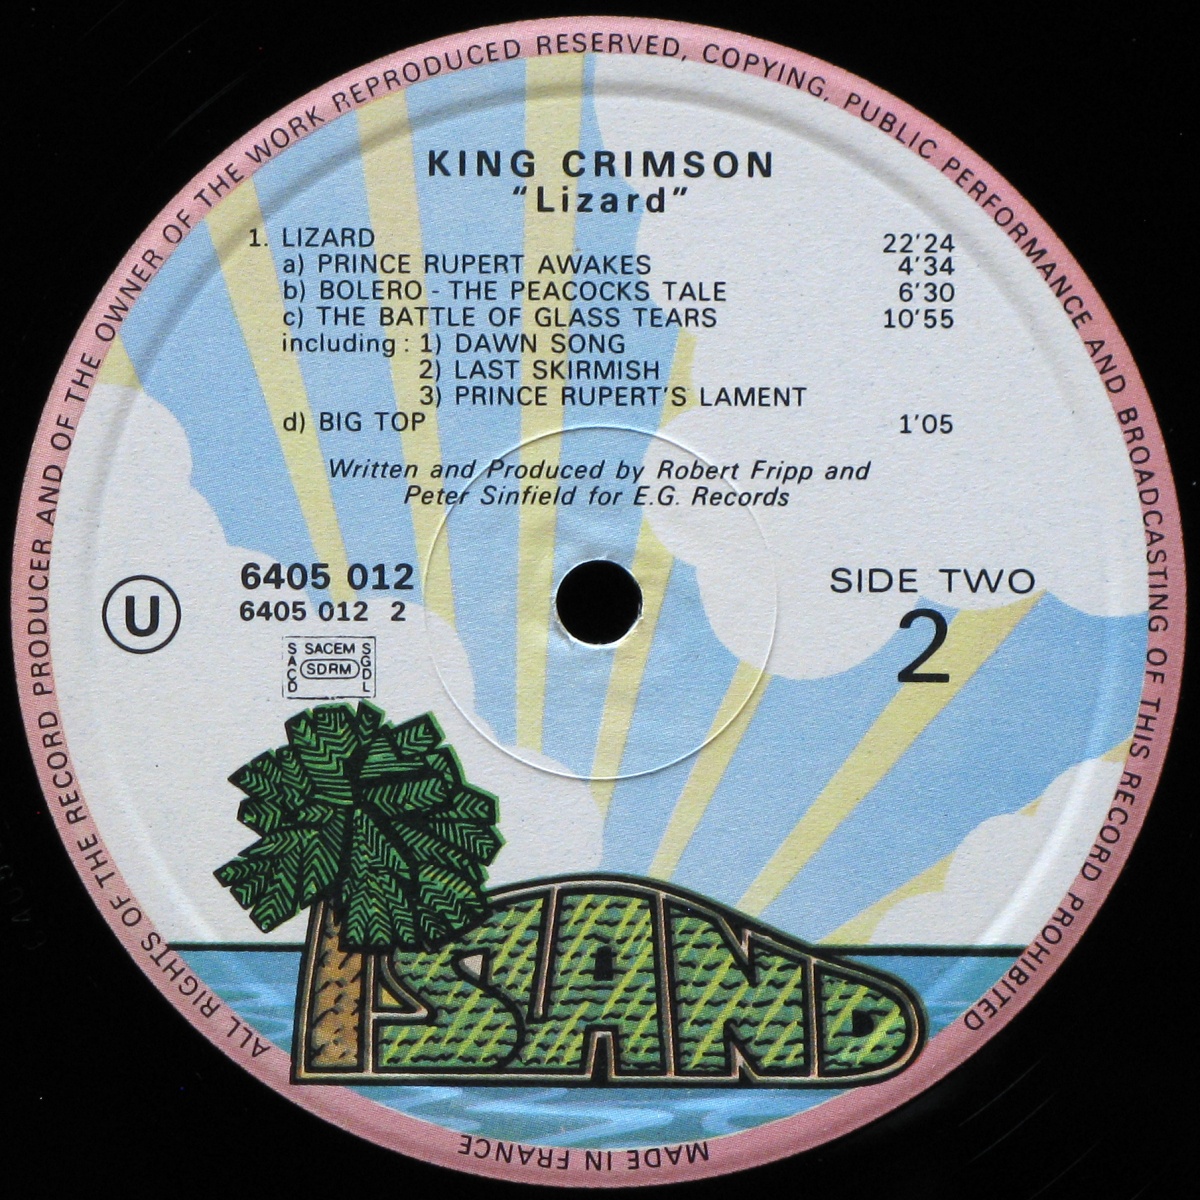 ALL RIGHTS OF THE RECORD PRODUCER AND OF THE OWNER OF THE WORK REPRODUCED RESERVED, COPYING, PUBLIC PERFORMANCE AND BROADCASTING OF THIS RECORD PROHIBITED
KING CRIMSON
"Lizard"
1. LIZARD 22'24
a) PRINCE RUPERT AWAKES 4'34
b) BOLERO - THE PEACOCKS TALE 6'30
c) THE BATTLE OF GLASS TEARS 10'55
including : 1) DAWN SONG
2) LAST SKIRMISH
3) PRINCE RUPERT'S LAMENT
d) BIG TOP 1'05
Written and Produced by Robert Fripp and
Peter Sinfield for E.G. Records
6405 012
6405 012 2
U
SIDE TWO
2
SACD
SACEM
SDRM
SGDL
ISLAND
MADE IN FRANCE